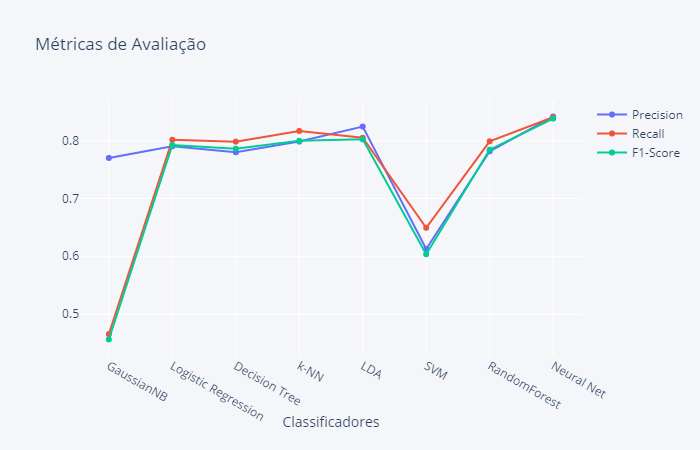 Métricas de Avaliação
Precision
Recall
F1-Score
0.8
0.7
0.6
0.5
GaussianNB
Logistic Regression
Decision Tree
k-NN
LDA
SVM
RandomForest
Neural Net
Classificadores